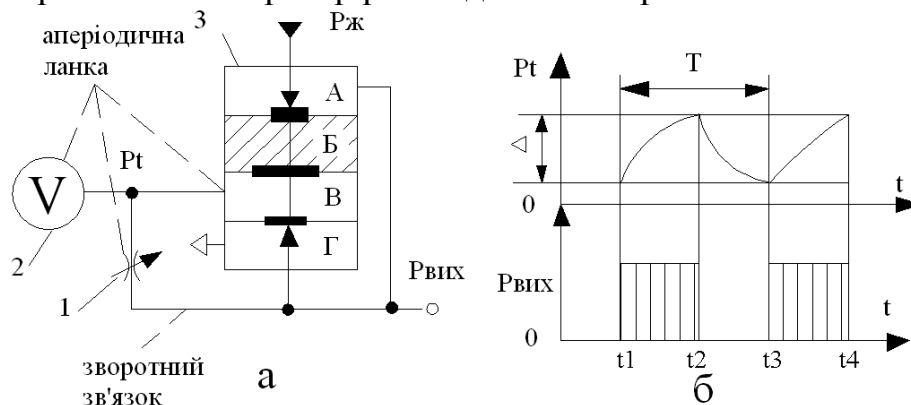 аперіодична
ланка
3
Рж
А
Б
В
Г
Pt
V
2
1
Рвих
зворотний
зв'язок
а
Pt
T
Δ
0
t
Рвих
0
t
t1 t2 t3 t4
б